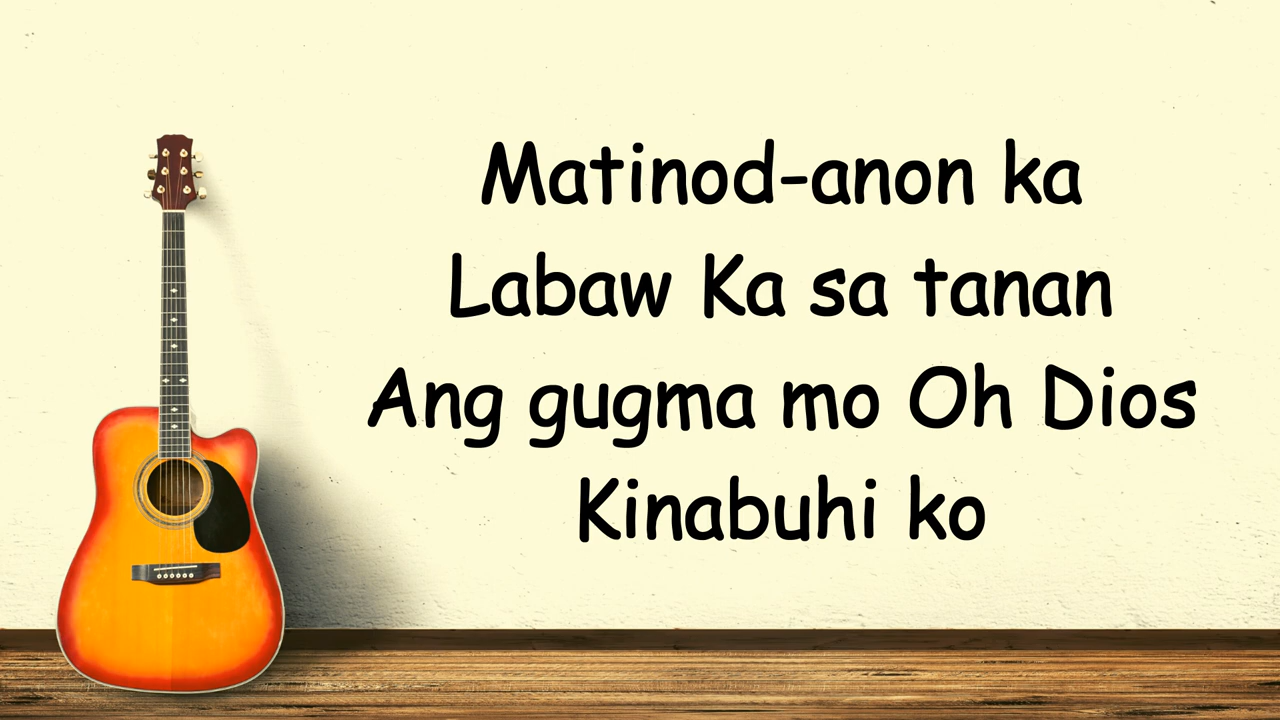 Matinod-anon ka
Labaw Ka sa tanan
Ang gugma mo Oh Dios
Kinabuhi ko